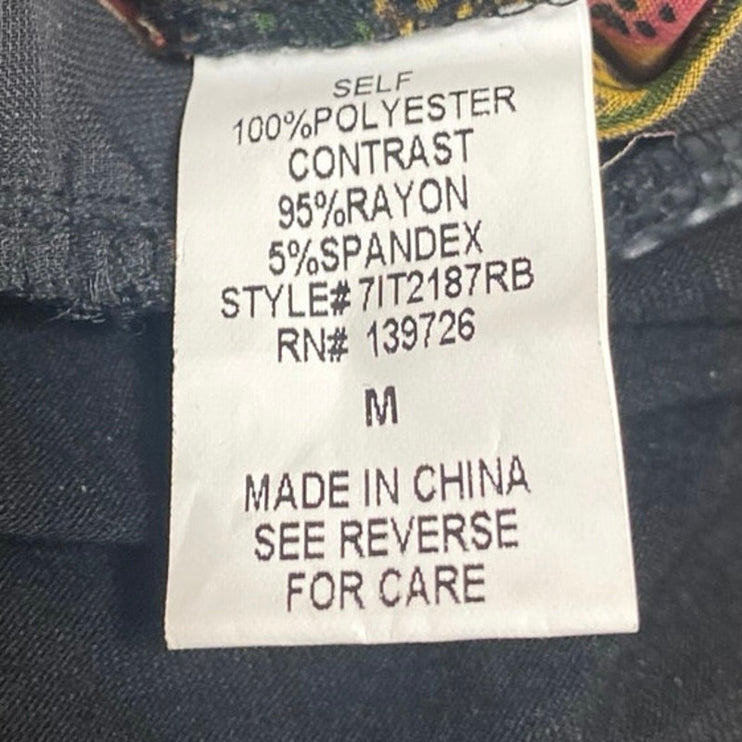 SELF
100%POLYESTER
CONTRAST
95%RAYON
5%SPANDEX
STYLE# 7IT2187RB
RN# 139726
M
MADE IN CHINA
SEE REVERSE
FOR CARE